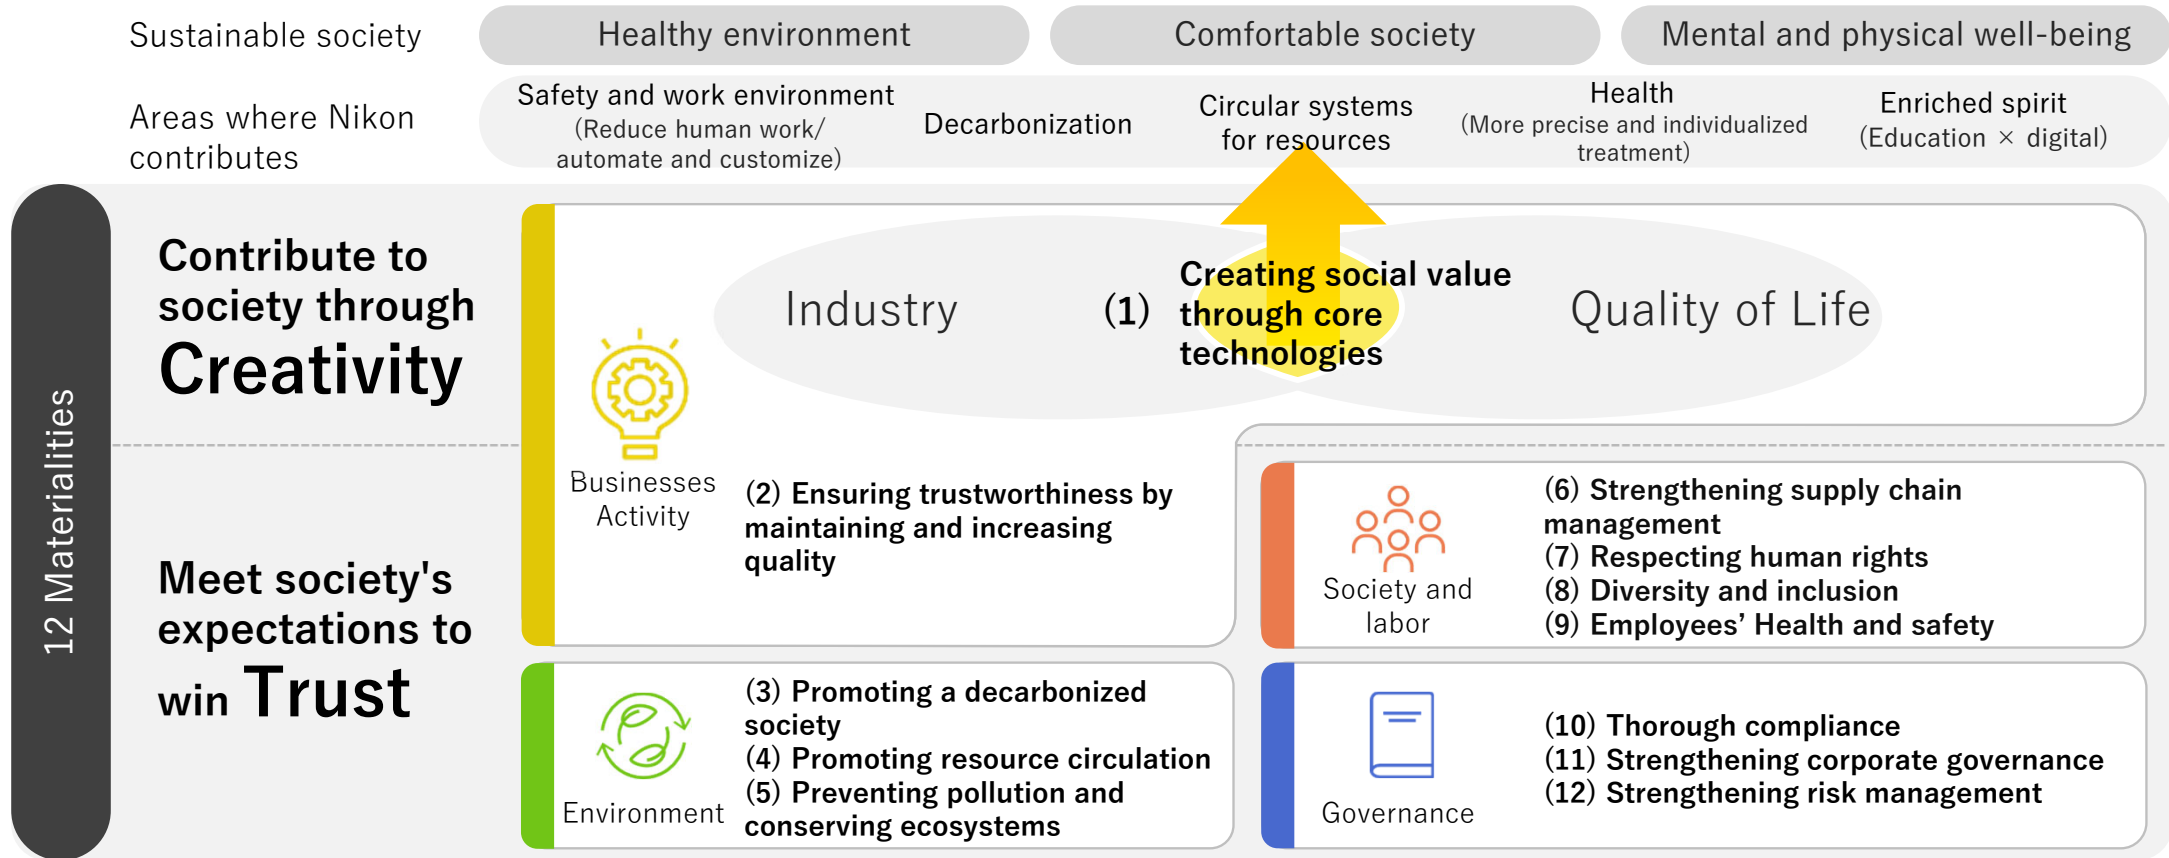 Sustainable society
Healthy environment
Comfortable society
Mental and physical well-being
Areas where Nikon
contributes
Safety and work environment
(Reduce human work/
automate and customize)
Decarbonization
Circular systems
for resources
Health
(More precise and individualized
treatment)
Enriched spirit
(Education × digital)
12 Materialities
Contribute to
society through
Creativity
Industry
(1)
Creating social value
through core
technologies
Quality of Life
Businesses
Activity
(2) Ensuring trustworthiness by
maintaining and increasing
quality
Meet society's
expectations to
win Trust
Society and
labor
(6) Strengthening supply chain
management
(7) Respecting human rights
(8) Diversity and inclusion
(9) Employees’ Health and safety
Environment
(3) Promoting a decarbonized
society
(4) Promoting resource circulation
(5) Preventing pollution and
conserving ecosystems
Governance
(10) Thorough compliance
(11) Strengthening corporate governance
(12) Strengthening risk management